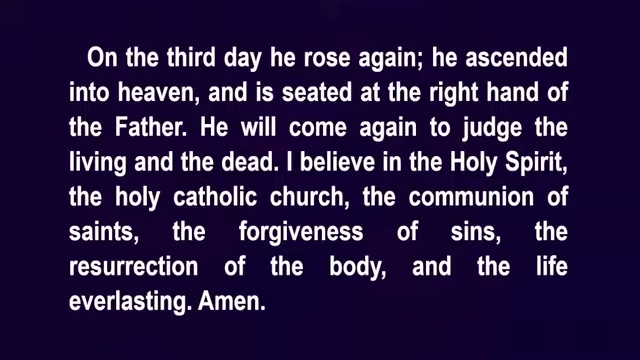 On the third day he rose again; he ascended
into heaven, and is seated at the right hand of
the Father. He will come again to judge the
living and the dead. I believe in the Holy Spirit,
the holy catholic church, the communion of
saints, the forgiveness of sins, the
resurrection of the body, and the life
everlasting. Amen.